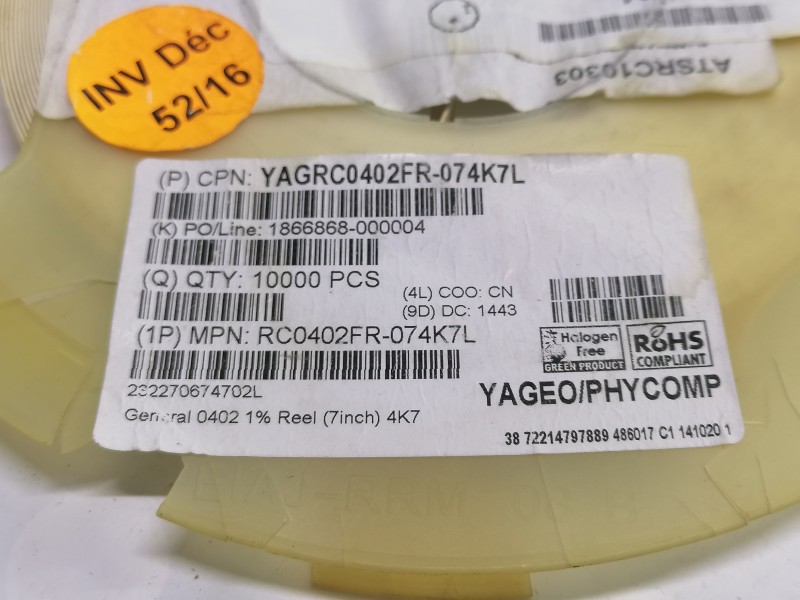 INV Déc
52/16
ATSRC10303
(P) CPN: YAGRC0402FR-074K7L
(K) PO/Line: 1866868-000004
(Q) QTY: 10000 PCS
(4L) COO: CN
(9D) DC: 1443
(1P) MPN: RC0402FR-074K7L
Halogen
Free
GREEN PRODUCT
RoHS
COMPLIANT
232270674702L
YAGEO/PHYCOMP
General 0402 1% Reel (7inch) 4K7
38 72214797889 486017 C1 141020 1